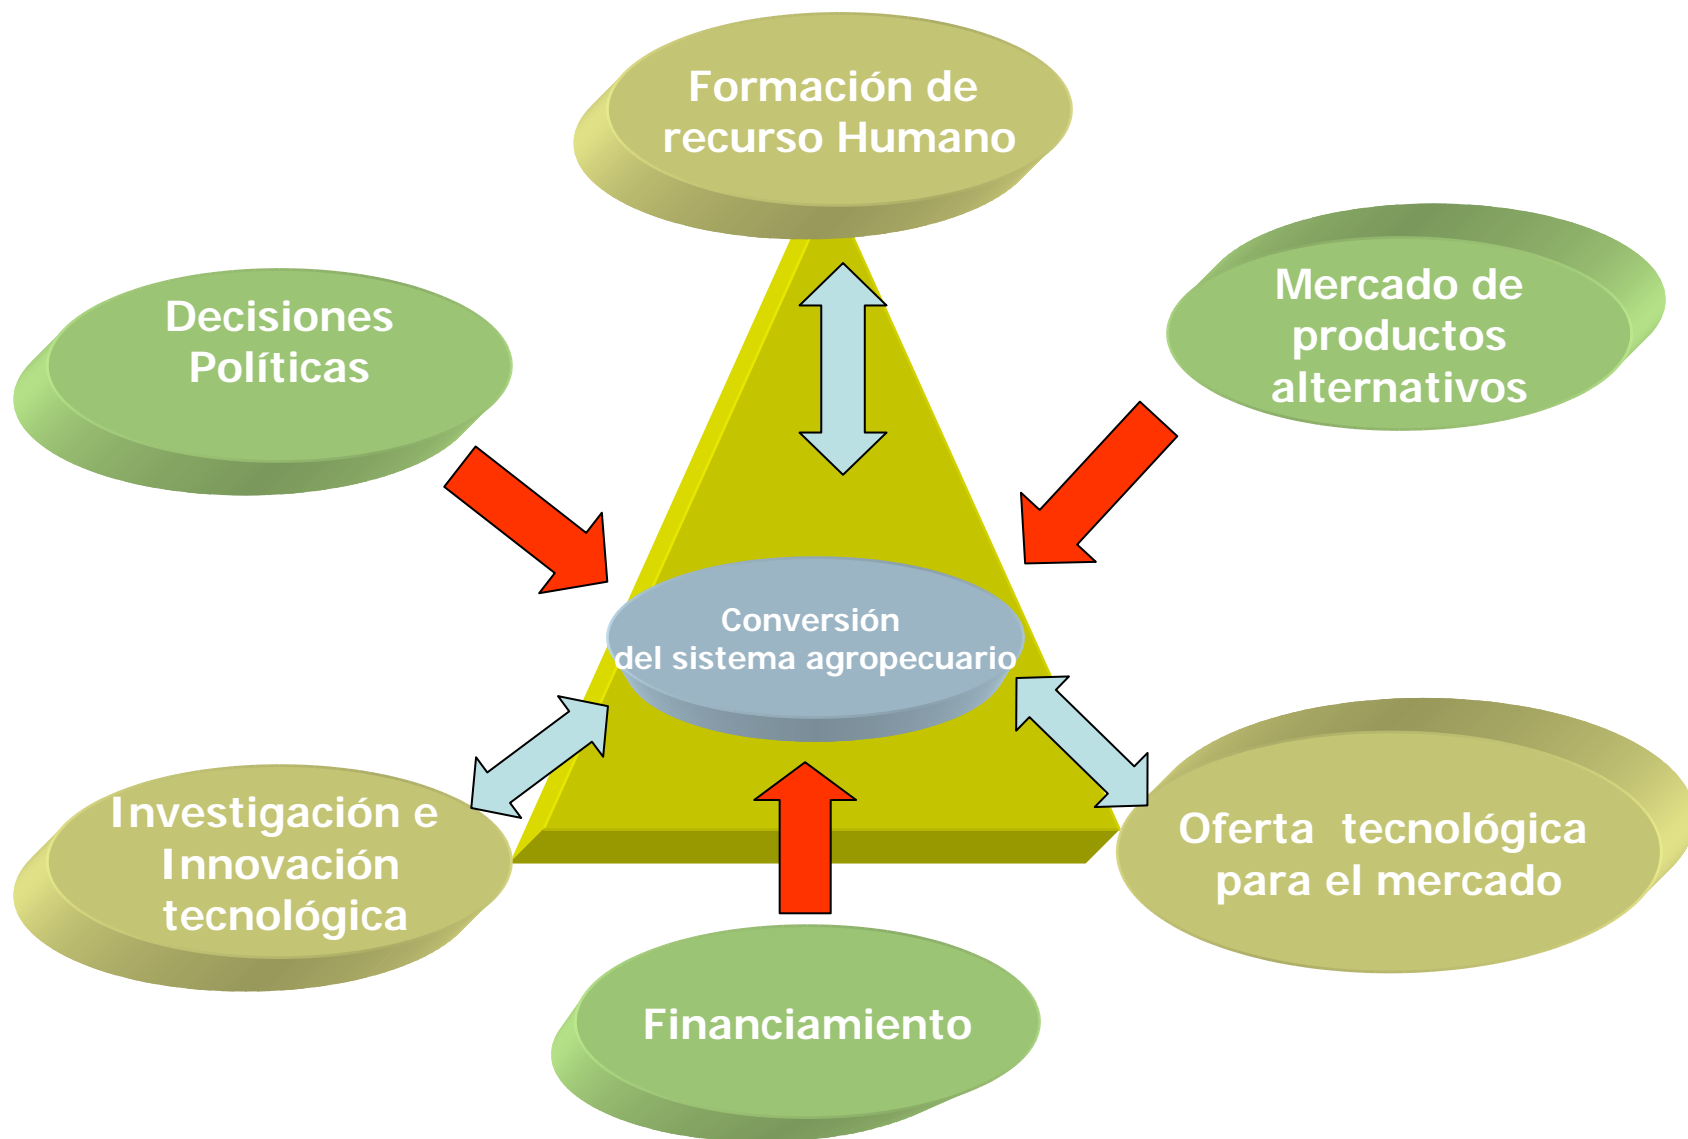 Formación de
recurso Humano
Decisiones
Políticas
Mercado de
productos
alternativos
Conversión
del sistema agropecuario
Investigación e
Innovación
tecnológica
Oferta tecnológica
para el mercado
Financiamiento